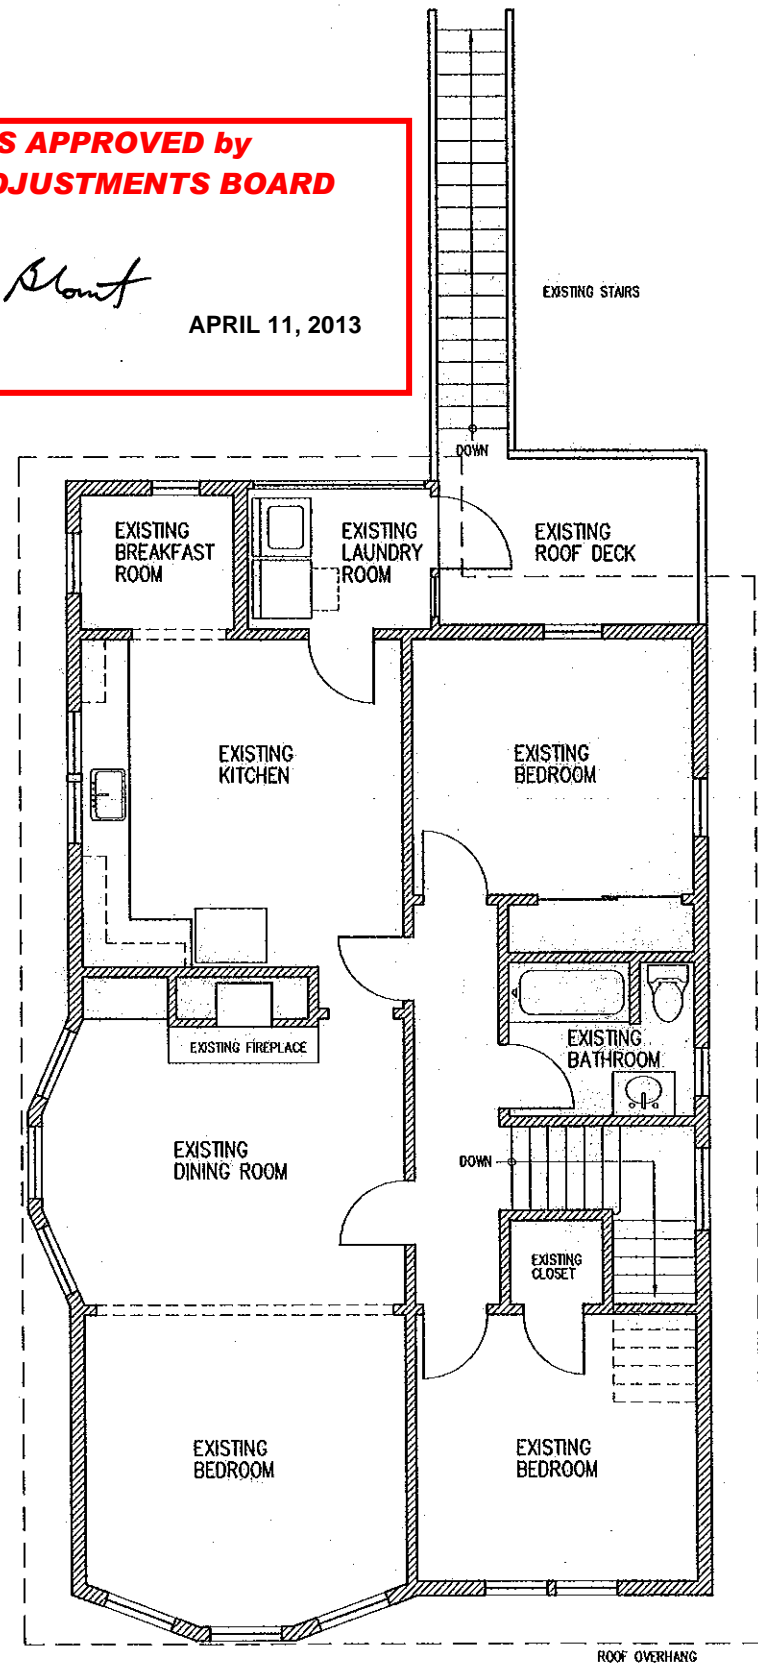 S APPROVED by
DJUSTMENTS BOARD
Blount
APRIL 11, 2013
EXISTING STAIRS
DOWN
EXISTING
BREAKFAST
ROOM
EXISTING
LAUNDRY
ROOM
EXISTING
ROOF DECK
EXISTING
KITCHEN
EXISTING
BEDROOM
EXISTING FIREPLACE
EXISTING
BATHROOM
EXISTING
DINING ROOM
DOWN
EXISTING
CLOSET
EXISTING
BEDROOM
EXISTING
BEDROOM
ROOF OVERHANG